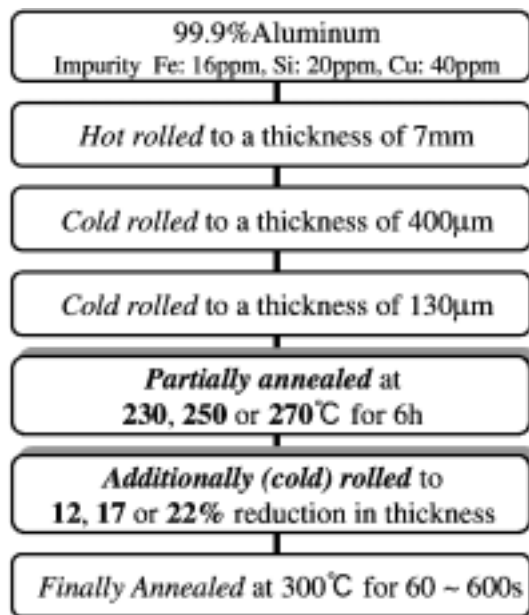 99.9%Aluminum
Impurity Fe: 16ppm, Si: 20ppm, Cu: 40ppm
Hot rolled to a thickness of 7mm
Cold rolled to a thickness of 400μm
Cold rolled to a thickness of 130μm
Partially annealed at
230, 250 or 270℃ for 6h
Additionally (cold) rolled to
12, 17 or 22% reduction in thickness
Finally Annealed at 300℃ for 60 ~ 600s